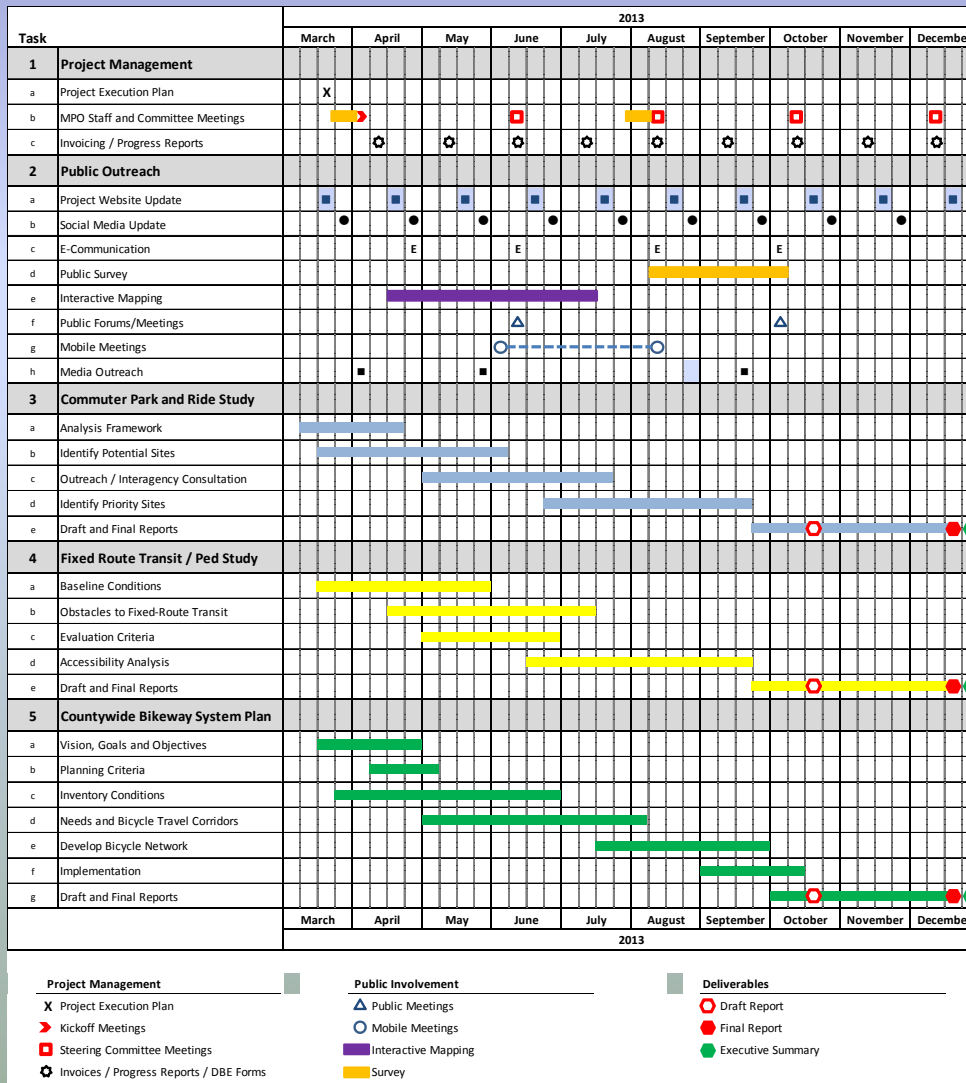 2013
Task March April May June July August September October November Decembe
1 Project Management
a Project Execution Plan X
b MPO Staff and Committee Meetings
c Invoicing / Progress Reports
2 Public Outreach
a Project Website Update
b Social Media Update
c E-Communication E E E E
d Public Survey
e Interactive Mapping
f Public Forums/Meetings
g Mobile Meetings
h Media Outreach
3 Commuter Park and Ride Study
a Analysis Framework
b Identify Potential Sites
c Outreach / Interagency Consultation
d Identify Priority Sites
e Draft and Final Reports
4 Fixed Route Transit / Ped Study
a Baseline Conditions
b Obstacles to Fixed-Route Transit
c Evaluation Criteria
d Accessibility Analysis
e Draft and Final Reports
5 Countywide Bikeway System Plan
a Vision, Goals and Objectives
b Planning Criteria
c Inventory Conditions
d Needs and Bicycle Travel Corridors
e Develop Bicycle Network
f Implementation
g Draft and Final Reports
March April May June July August September October November Decembe
2013
Project Management
X Project Execution Plan
Kickoff Meetings
Steering Committee Meetings
Invoices / Progress Reports / DBE Forms
Public Involvement
Public Meetings
Mobile Meetings
Interactive Mapping
Survey
Deliverables
Draft Report
Final Report
Executive Summary